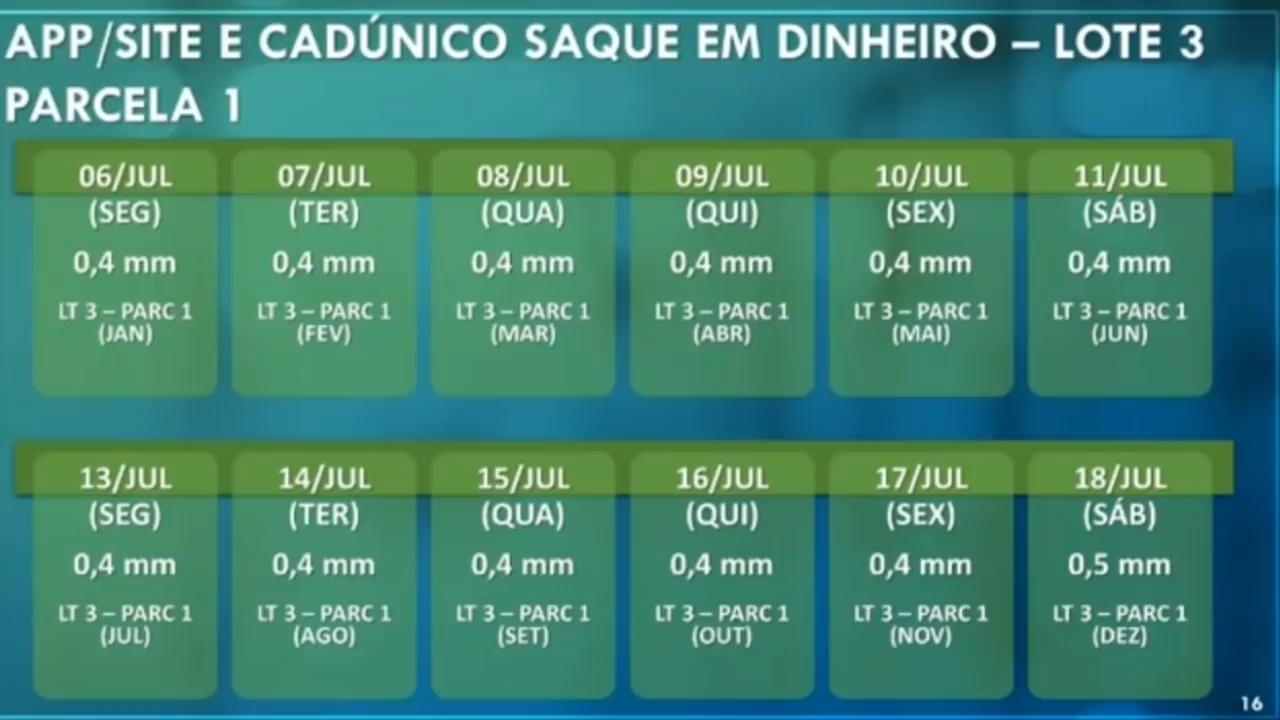 APP/SITE E CADÚNICO SAQUE EM DINHEIRO – LOTE 3
PARCELA 1
06/JUL 07/JUL 08/JUL 09/JUL 10/JUL 11/JUL
(SEG) (TER) (QUA) (QUI) (SEX) (SÁB)
0,4 mm 0,4 mm 0,4 mm 0,4 mm 0,4 mm 0,4 mm
LT 3 – PARC 1 LT 3 – PARC 1 LT 3 – PARC 1 LT 3 – PARC 1 LT 3 – PARC 1 LT 3 – PARC 1
(JAN) (FEV) (MAR) (ABR) (MAI) (JUN)
13/JUL 14/JUL 15/JUL 16/JUL 17/JUL 18/JUL
(SEG) (TER) (QUA) (QUI) (SEX) (SÁB)
0,4 mm 0,4 mm 0,4 mm 0,4 mm 0,4 mm 0,5 mm
LT 3 – PARC 1 LT 3 – PARC 1 LT 3 – PARC 1 LT 3 – PARC 1 LT 3 – PARC 1 LT 3 – PARC 1
(JUL) (AGO) (SET) (OUT) (NOV) (DEZ)
16